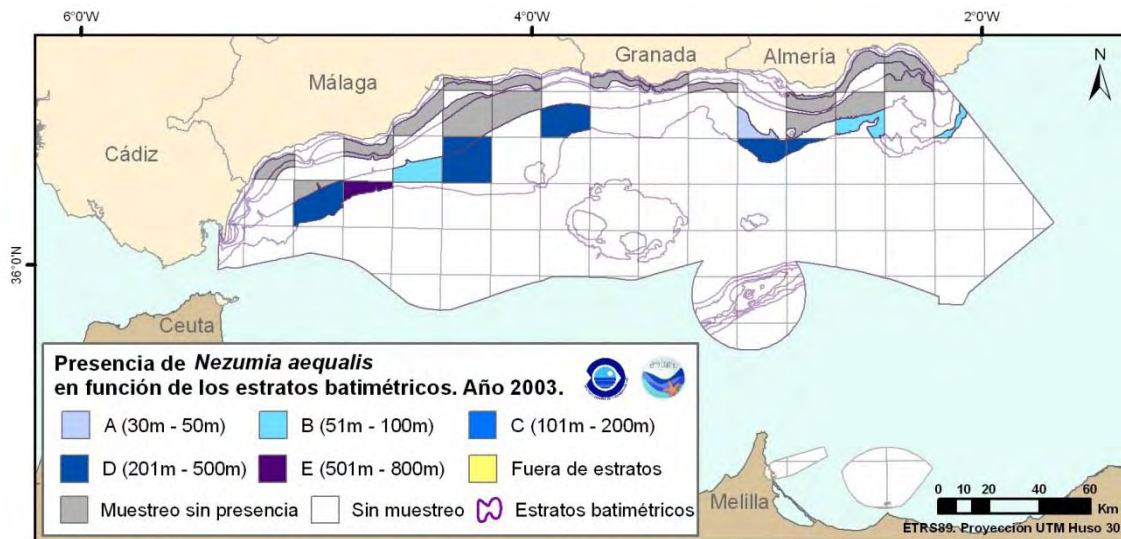 6°0'W 4°0'W 2°0'W
N
Granada Almería
Málaga
Cádiz
36°0'N
Ceuta
Melilla
Presencia de Nezumia aequalis
en función de los estratos batimétricos. Año 2003.
A (30m - 50m) B (51m - 100m) C (101m - 200m)
D (201m - 500m) E (501m - 800m) Fuera de estratos
Muestreo sin presencia Sin muestreo Estratos batimétricos
0 10 20 40 60
Km
ETRS89. Proyección UTM Huso 30